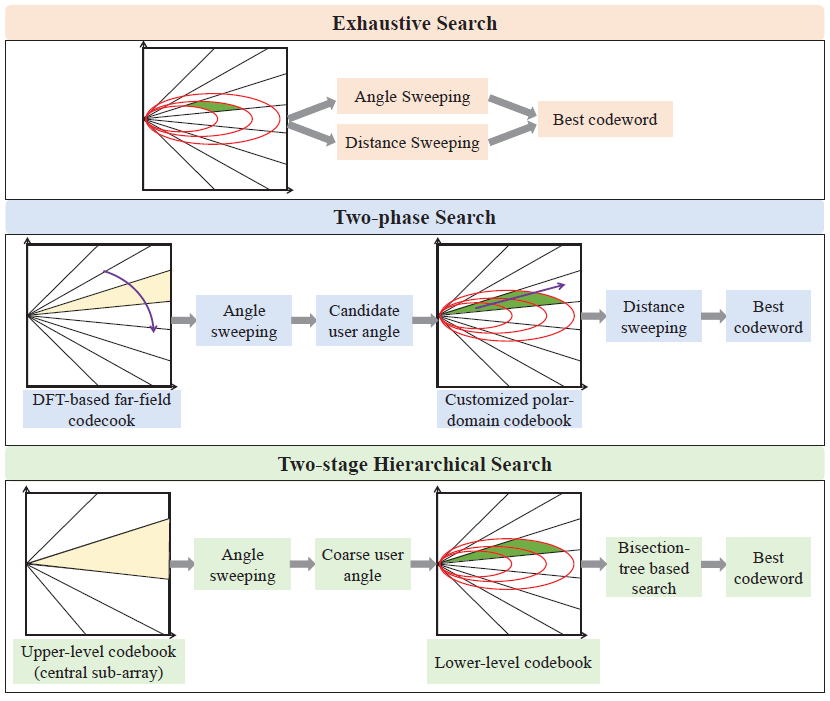 Exhaustive Search
Angle Sweeping
Distance Sweeping
Best codeword
Two-phase Search
Angle
sweeping
Candidate
user angle
Distance
sweeping
Best
codeword
DFT-based far-field
codecook
Customized polar-
domain codebook
Two-stage Hierarchical Search
Angle
sweeping
Coarse user
angle
Bisection-
tree based
search
Best
codeword
Upper-level codebook
(central sub-array)
Lower-level codebook